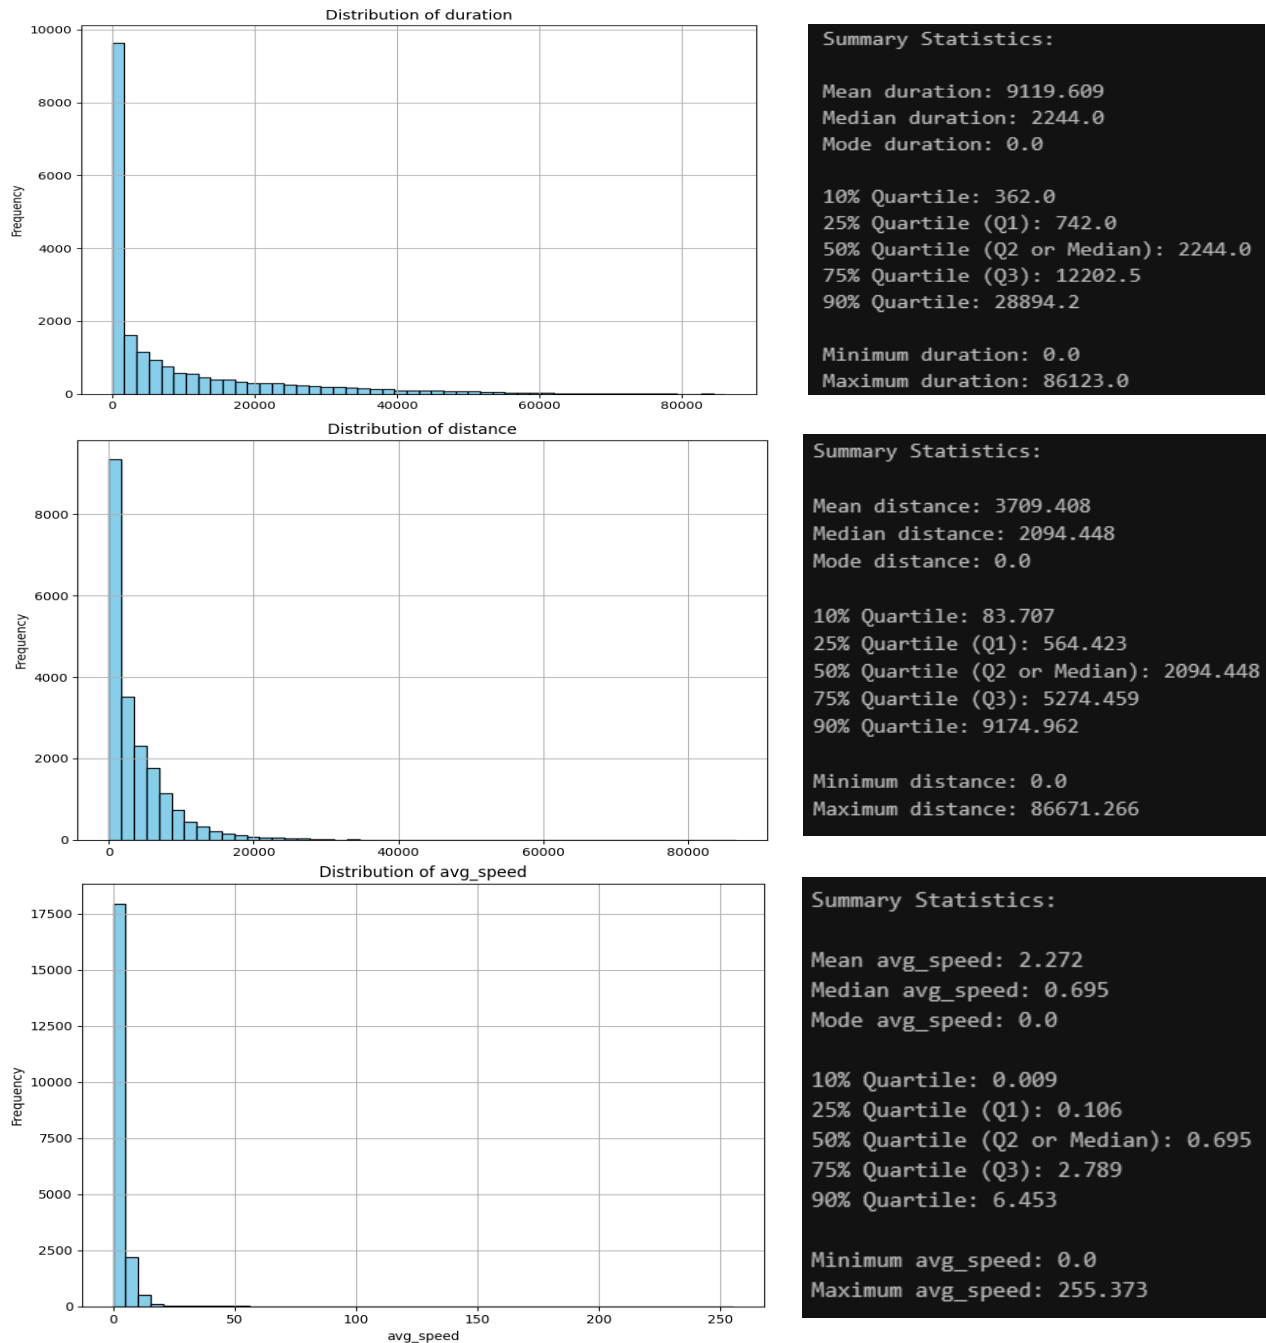 Distribution of duration
10000
8000
6000
4000
2000
0
Frequency
0 20000 40000 60000 80000
Summary Statistics:
Mean duration: 9119.609
Median duration: 2244.0
Mode duration: 0.0
10% Quartile: 362.0
25% Quartile (Q1): 742.0
50% Quartile (Q2 or Median): 2244.0
75% Quartile (Q3): 12202.5
90% Quartile: 28894.2
Minimum duration: 0.0
Maximum duration: 86123.0
Distribution of distance
8000
6000
4000
2000
0
Frequency
0 20000 40000 60000 80000
Summary Statistics:
Mean distance: 3709.408
Median distance: 2094.448
Mode distance: 0.0
10% Quartile: 83.707
25% Quartile (Q1): 564.423
50% Quartile (Q2 or Median): 2094.448
75% Quartile (Q3): 5274.459
90% Quartile: 9174.962
Minimum distance: 0.0
Maximum distance: 86671.266
Distribution of avg_speed
17500
15000
12500
10000
7500
5000
2500
0
Frequency
0 50 100 150 200 250
avg_speed
Summary Statistics:
Mean avg_speed: 2.272
Median avg_speed: 0.695
Mode avg_speed: 0.0
10% Quartile: 0.009
25% Quartile (Q1): 0.106
50% Quartile (Q2 or Median): 0.695
75% Quartile (Q3): 2.789
90% Quartile: 6.453
Minimum avg_speed: 0.0
Maximum avg_speed: 255.373